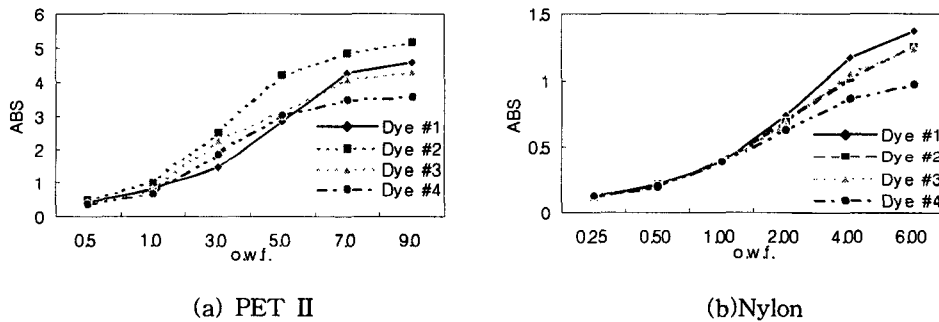 6
5
4
3
2
1
0
ABS
0.5 1.0 3.0 5.0 7.0 9.0
o.w.f.
Dye #1
Dye #2
Dye #3
Dye #4
(a) PET II
1.5
1
0.5
0
ABS
0.25 0.50 1.00 2.00 4.00 6.00
o.w.f.
Dye #1
Dye #2
Dye #3
Dye #4
(b)Nylon